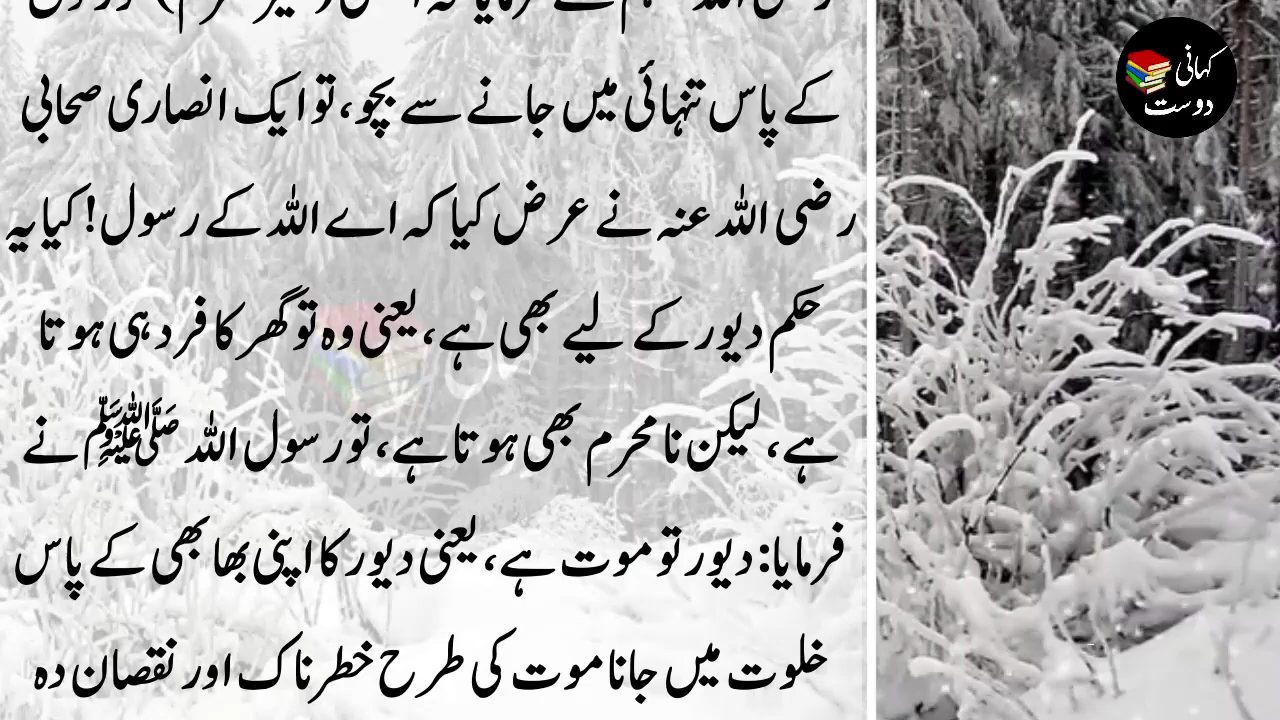 کے پاس تنہائی میں جانے سے بچو، تو ایک انصاری صحابی
رضی اللہ عنہ نے عرض کیا کہ اے اللہ کے رسول! کیا یہ
حکم دیور کے لیے بھی ہے، یعنی وہ تو گھر کا فرد ہی ہوتا
ہے، لیکن نامحرم بھی ہوتا ہے، تو رسول اللہ ﷺ نے
فرمایا: دیور تو موت ہے، یعنی دیور کا اپنی بھابھی کے پاس
خلوت میں جانا موت کی طرح خطرناک اور نقصان دہ
کہانی
دوست